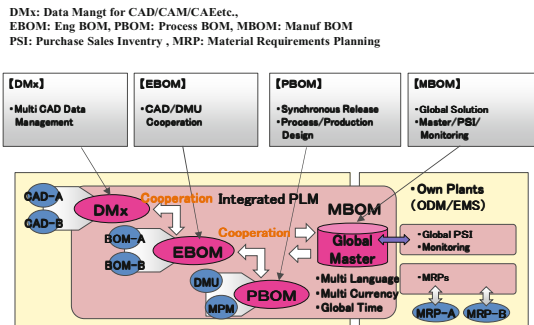 DMx: Data Mangt for CAD/CAM/CAEetc.,
EBOM: Eng BOM, PBOM: Process BOM, MBOM: Manuf BOM
PSI: Purchase Sales Inventry , MRP: Material Requirements Planning
【DMx】
•Multi CAD Data
Management
【EBOM】
•CAD/DMU
Cooperation
【PBOM】
•Synchronous Release
•Process/Production
Design
【MBOM】
•Global Solution
•Master/PSI/
Monitoring
CAD-A
CAD-B
DMx
Cooperation
Integrated PLM
BOM-A
BOM-B
EBOM
Cooperation
DMU
MPM
PBOM
MBOM
Global
Master
•Multi Language
•Multi Currency
•Global Time
•Own Plants
(ODM/EMS)
•Global PSI
•Monitoring
•MRPs
MRP-A
MRP-B